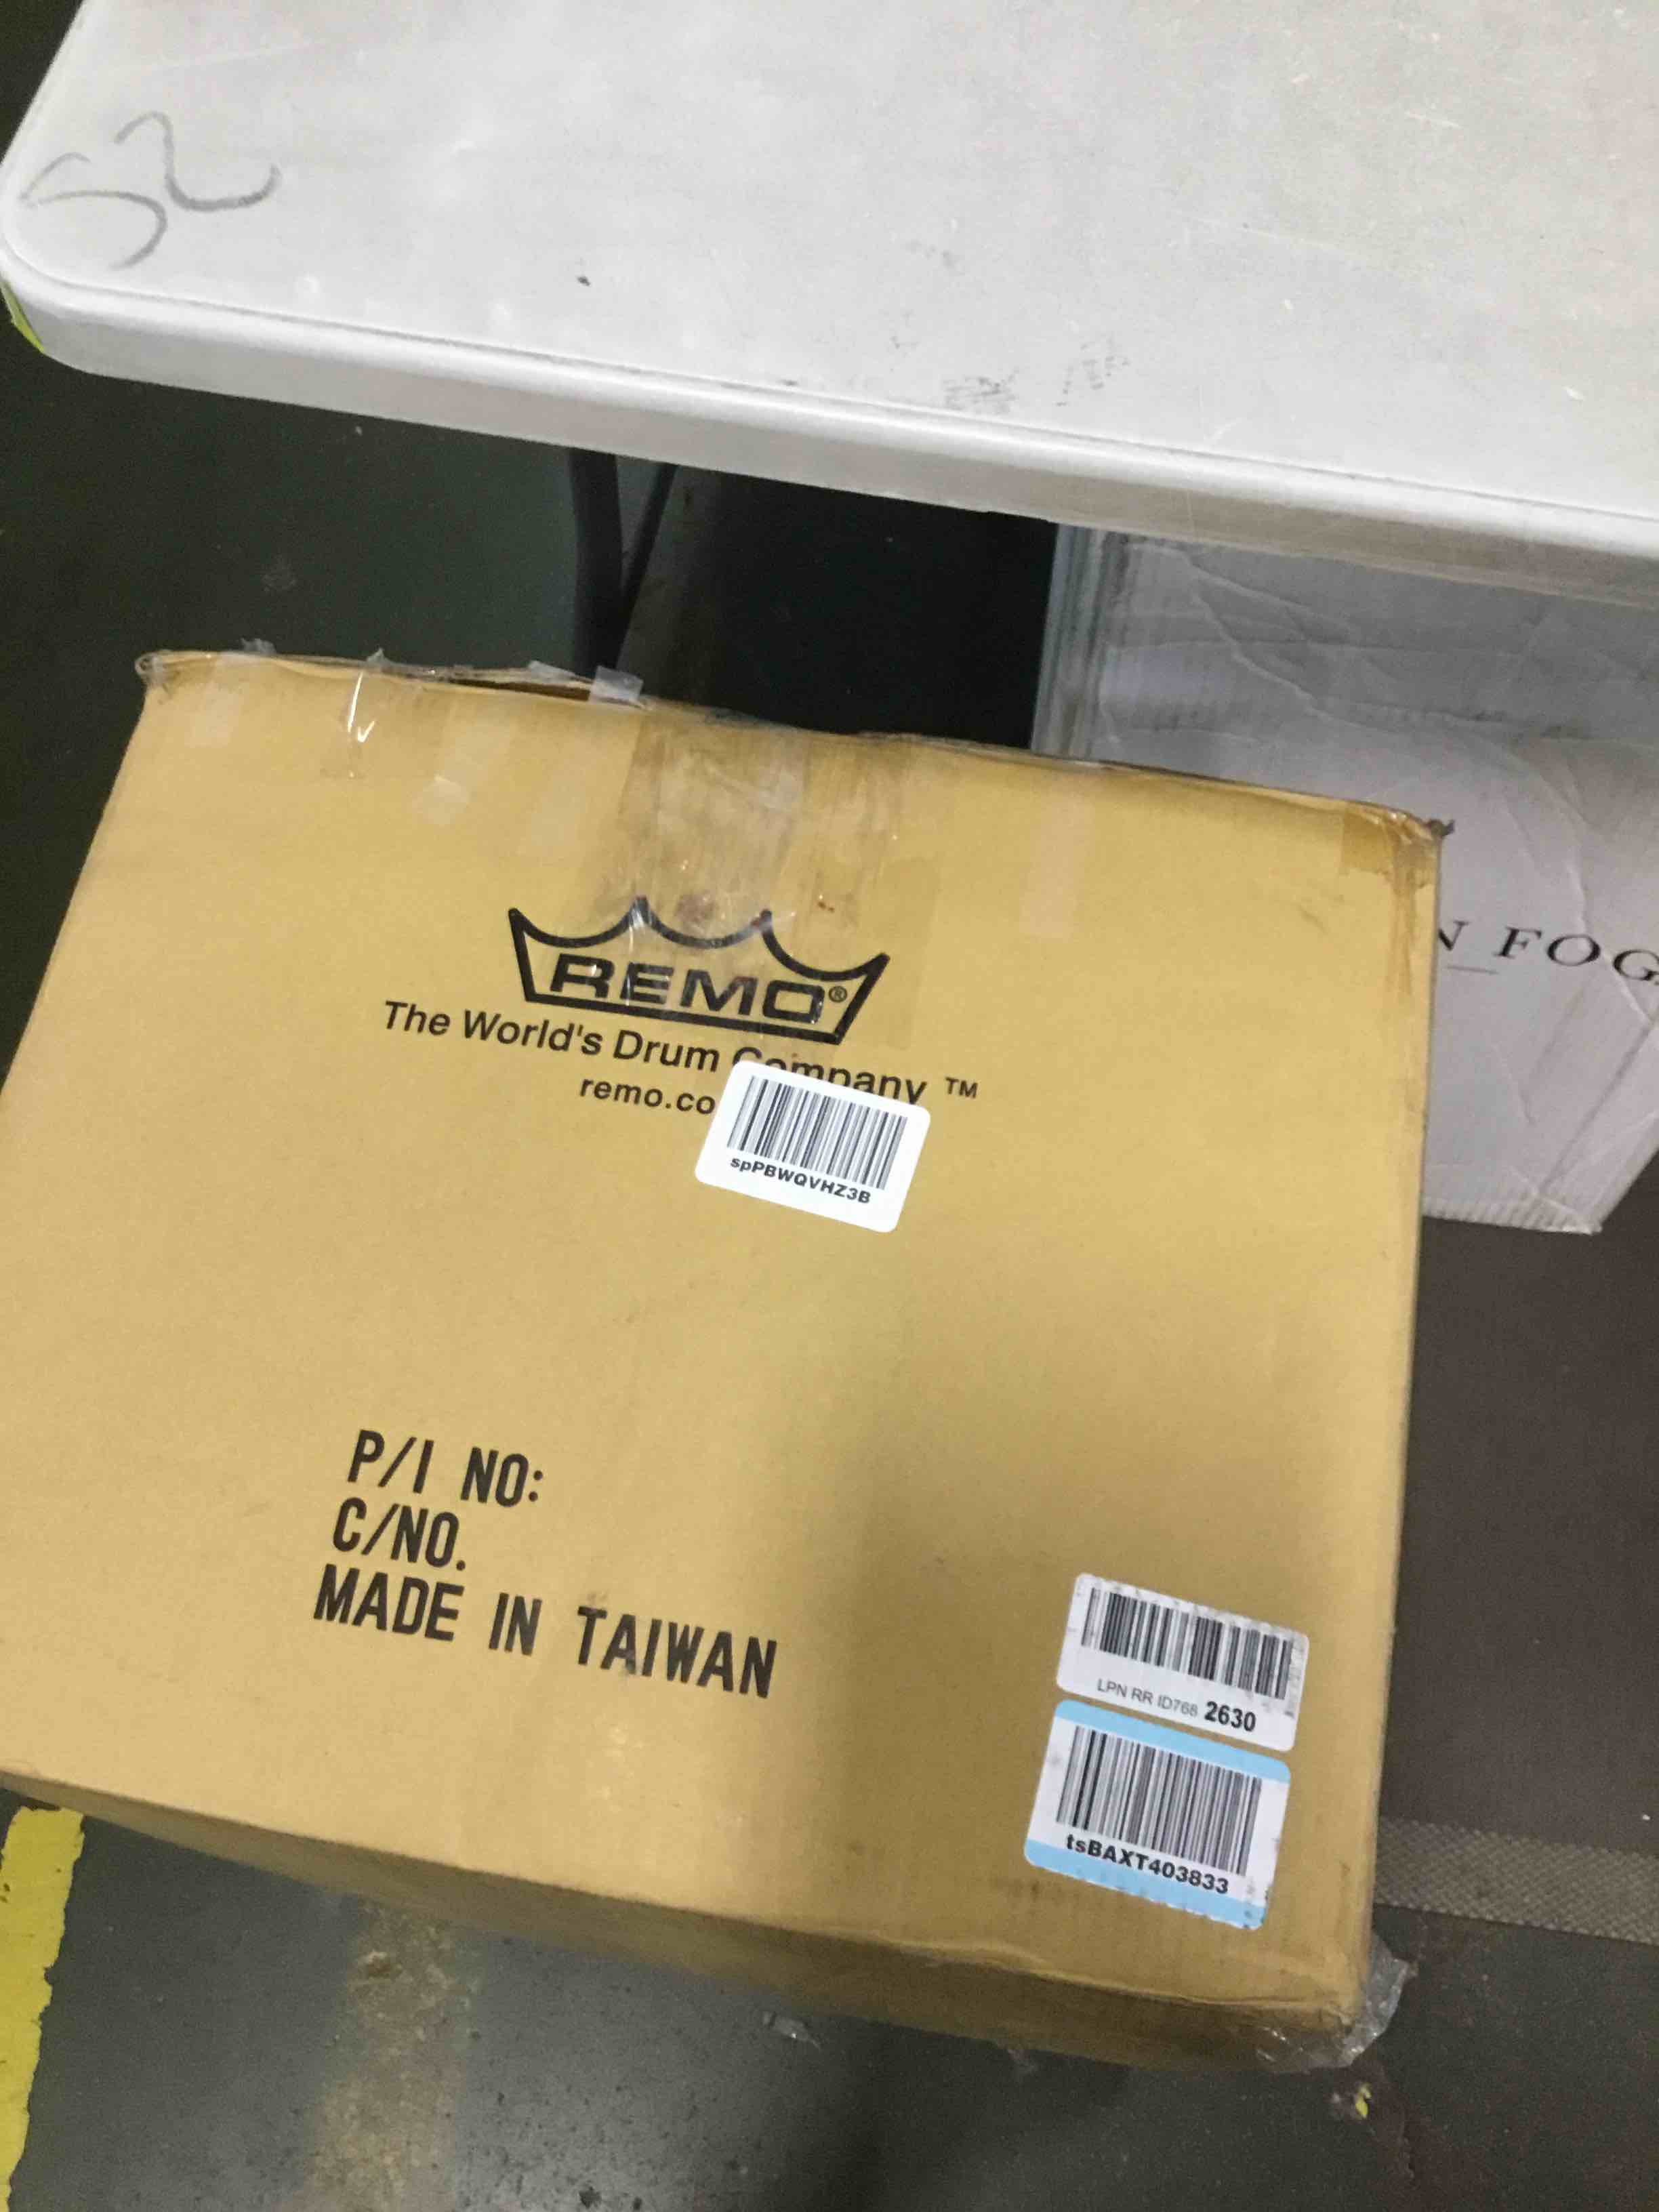 52
REMO®
The World's Drum Company ™
remo.co
spPBWQVHZ3B
N FOG
P/I NO:
C/NO.
MADE IN TAIWAN
LPN RR ID768 2630
tsBAXT403833